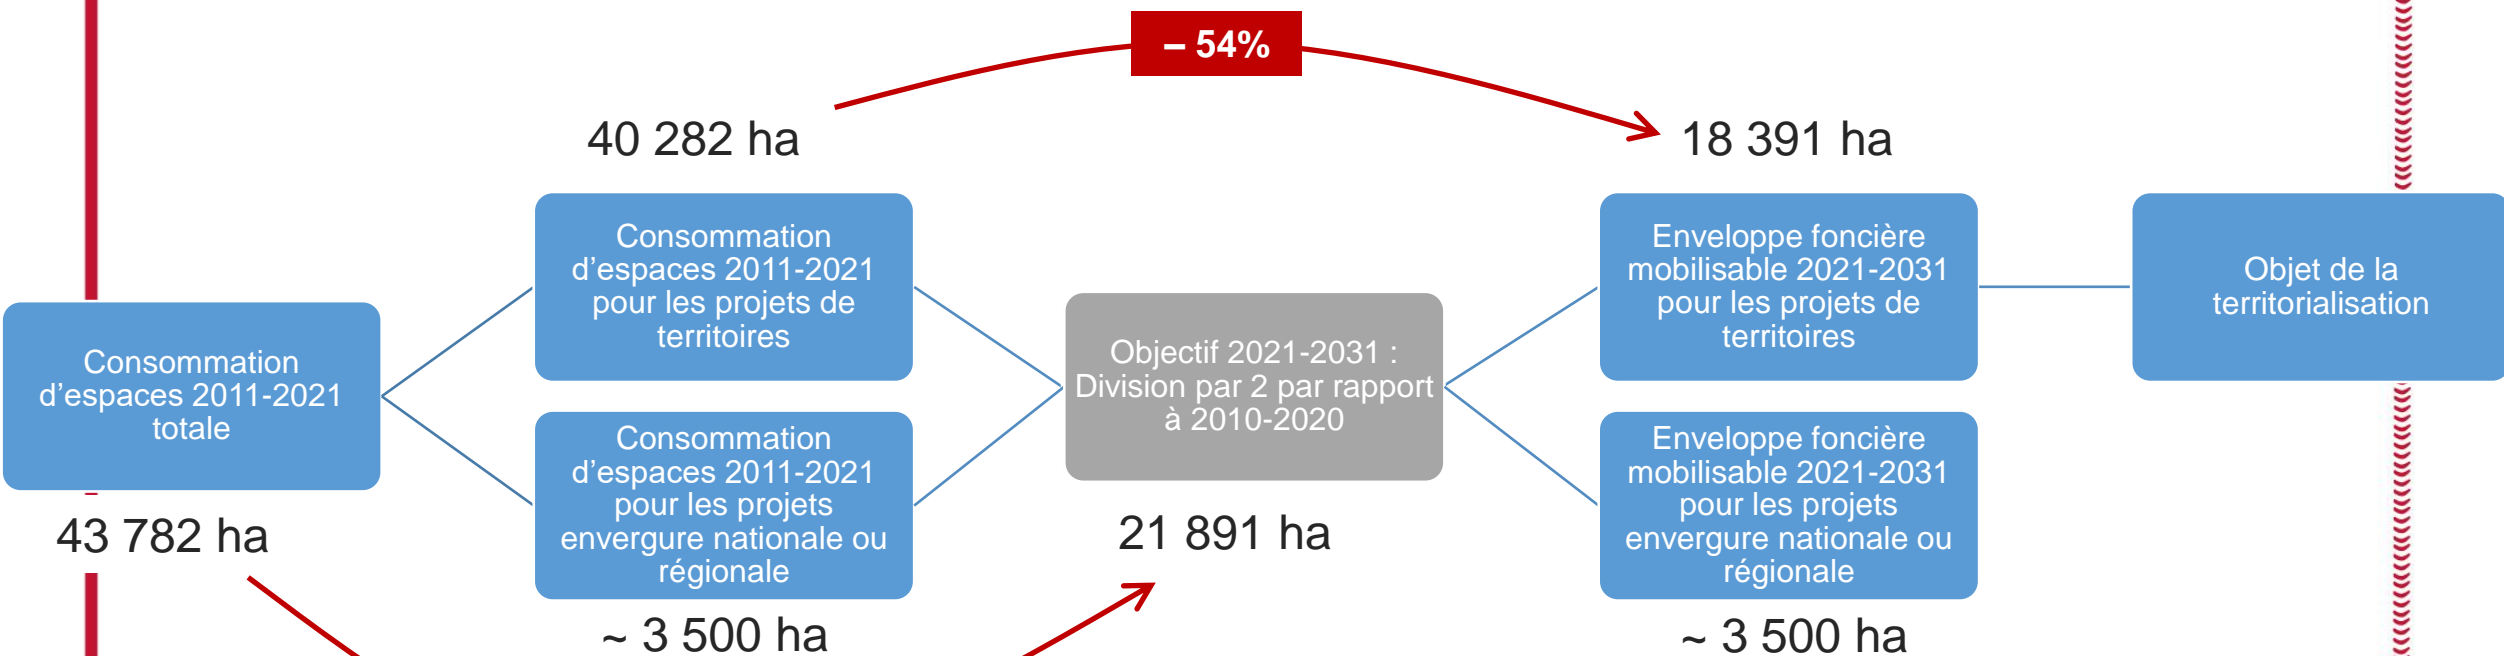 – 54%
40 282 ha
18 391 ha
Consommation
d’espaces 2011-2021
totale
43 782 ha
Consommation
d’espaces 2011-2021
pour les projets de
territoires
Consommation
d’espaces 2011-2021
pour les projets
envergure nationale ou
régionale
~ 3 500 ha
Objectif 2021-2031 :
Division par 2 par rapport
à 2010-2020
21 891 ha
Enveloppe foncière
mobilisable 2021-2031
pour les projets de
territoires
Enveloppe foncière
mobilisable 2021-2031
pour les projets
envergure nationale ou
régionale
~ 3 500 ha
Objet de la
territorialisation